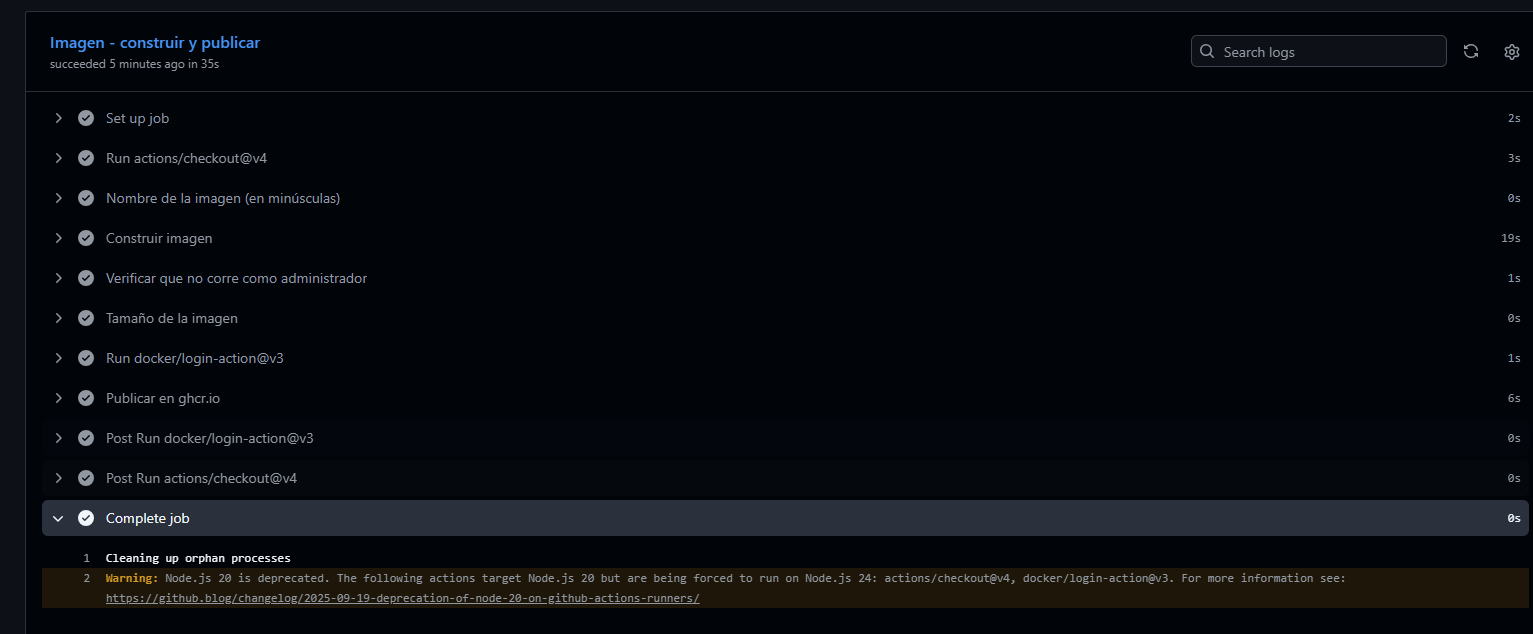 Imagen - construir y publicar
succeeded 5 minutes ago in 35s
Search logs
Set up job 2s
Run actions/checkout@v4 3s
Nombre de la imagen (en minúsculas) 0s
Construir imagen 19s
Verificar que no corre como administrador 1s
Tamaño de la imagen 0s
Run docker/login-action@v3 1s
Publicar en ghcr.io 6s
Post Run docker/login-action@v3 0s
Post Run actions/checkout@v4 0s
Complete job 0s
1 Cleaning up orphan processes
2 Warning: Node.js 20 is deprecated. The following actions target Node.js 20 but are being forced to run on Node.js 24: actions/checkout@v4, docker/login-action@v3. For more information see:
https://github.blog/changelog/2025-09-19-deprecation-of-node-20-on-github-actions-runners/